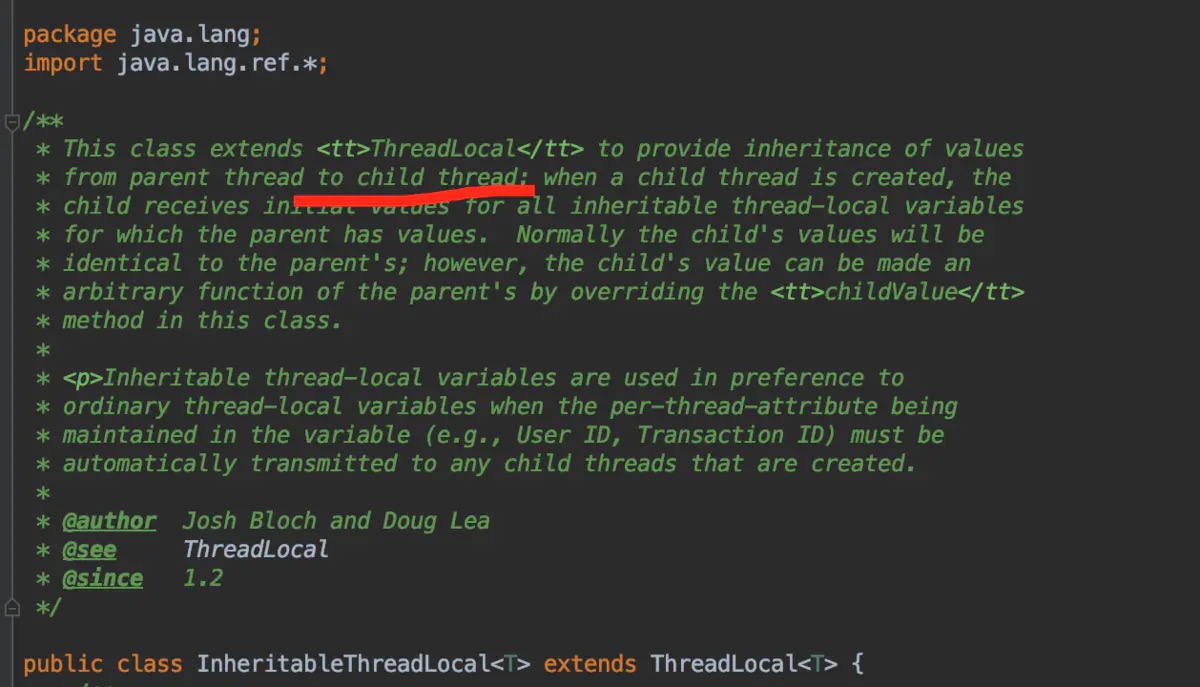 package java.lang;
import java.lang.ref.*;
/**
* This class extends <tt>ThreadLocal</tt> to provide inheritance of values
* from parent thread to child thread: when a child thread is created, the
* child receives initial values for all inheritable thread-local variables
* for which the parent has values.  Normally the child's values will be
* identical to the parent's; however, the child's value can be made an
* arbitrary function of the parent's by overriding the <tt>childValue</tt>
* method in this class.
*
* <p>Inheritable thread-local variables are used in preference to
* ordinary thread-local variables when the per-thread-attribute being
* maintained in the variable (e.g., User ID, Transaction ID) must be
* automatically transmitted to any child threads that are created.
*
* @author  Josh Bloch and Doug Lea
* @see     ThreadLocal
* @since   1.2
*/
public class InheritableThreadLocal<T> extends ThreadLocal<T> {